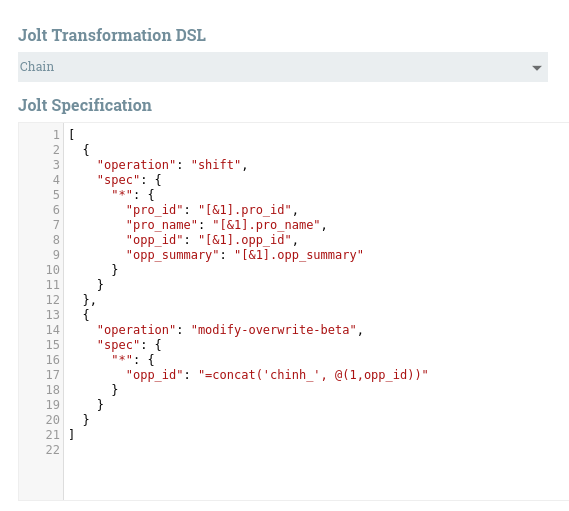 Jolt Transformation DSL
Chain
Jolt Specification
1 [
2   {
3     "operation": "shift",
4     "spec": {
5       "*": {
6         "pro_id": "[&1].pro_id",
7         "pro_name": "[&1].pro_name",
8         "opp_id": "[&1].opp_id",
9         "opp_summary": "[&1].opp_summary"
10       }
11     }
12   },
13   {
14     "operation": "modify-overwrite-beta",
15     "spec": {
16       "*": {
17         "opp_id": "=concat('chinh_', @(1,opp_id))"
18       }
19     }
20   }
21 ]
22